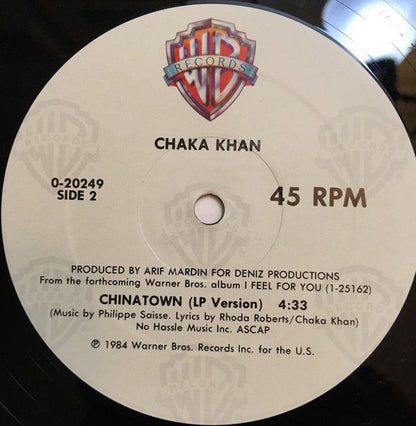 WB
RECORDS
CHAKA KHAN
0-20249
SIDE 2
45 RPM
PRODUCED BY ARIF MARDIN FOR DENIZ PRODUCTIONS
From the forthcoming Warner Bros. album I FEEL FOR YOU (1-25162)
CHINATOWN (LP Version) 4:33
(Music by Philippe Saisse. Lyrics by Rhoda Roberts/Chaka Khan)
No Hassle Music Inc. ASCAP
℗ 1984 Warner Bros. Records Inc. for the U.S.